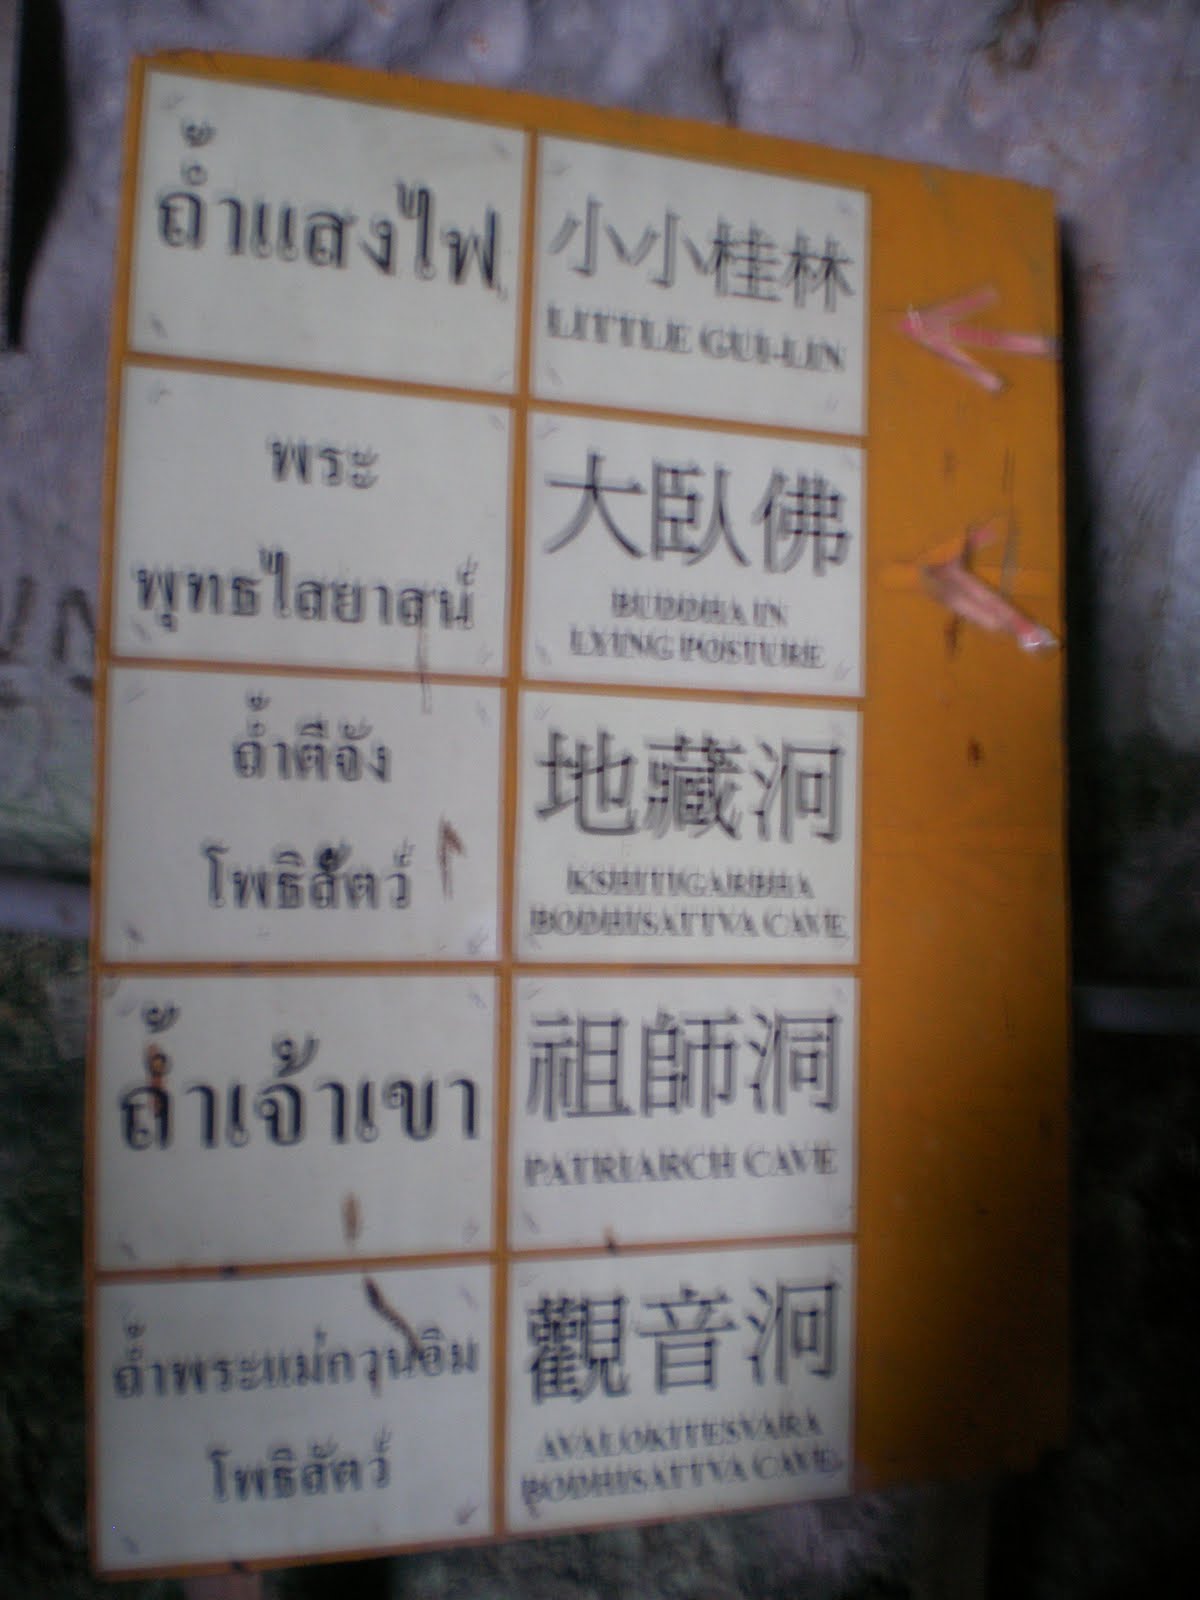 ถ้ำแสงไฟ
小小桂林
LITTLE GUI-LIN
พระ
พุทธไสยาสน์
大臥佛
BUDDHA IN
LYING POSTURE
ถ้ำตีจัง
โพธิสัตว์
地藏洞
KSHITIGARBHA
BODHISATTVA CAVE
ถ้ำเจ้าเขา
祖師洞
PATRIARCH CAVE
ถ้ำพระแม่กวนอิม
โพธิสัตว์
觀音洞
AVALOKITESVARA
BODHISATTVA CAVE